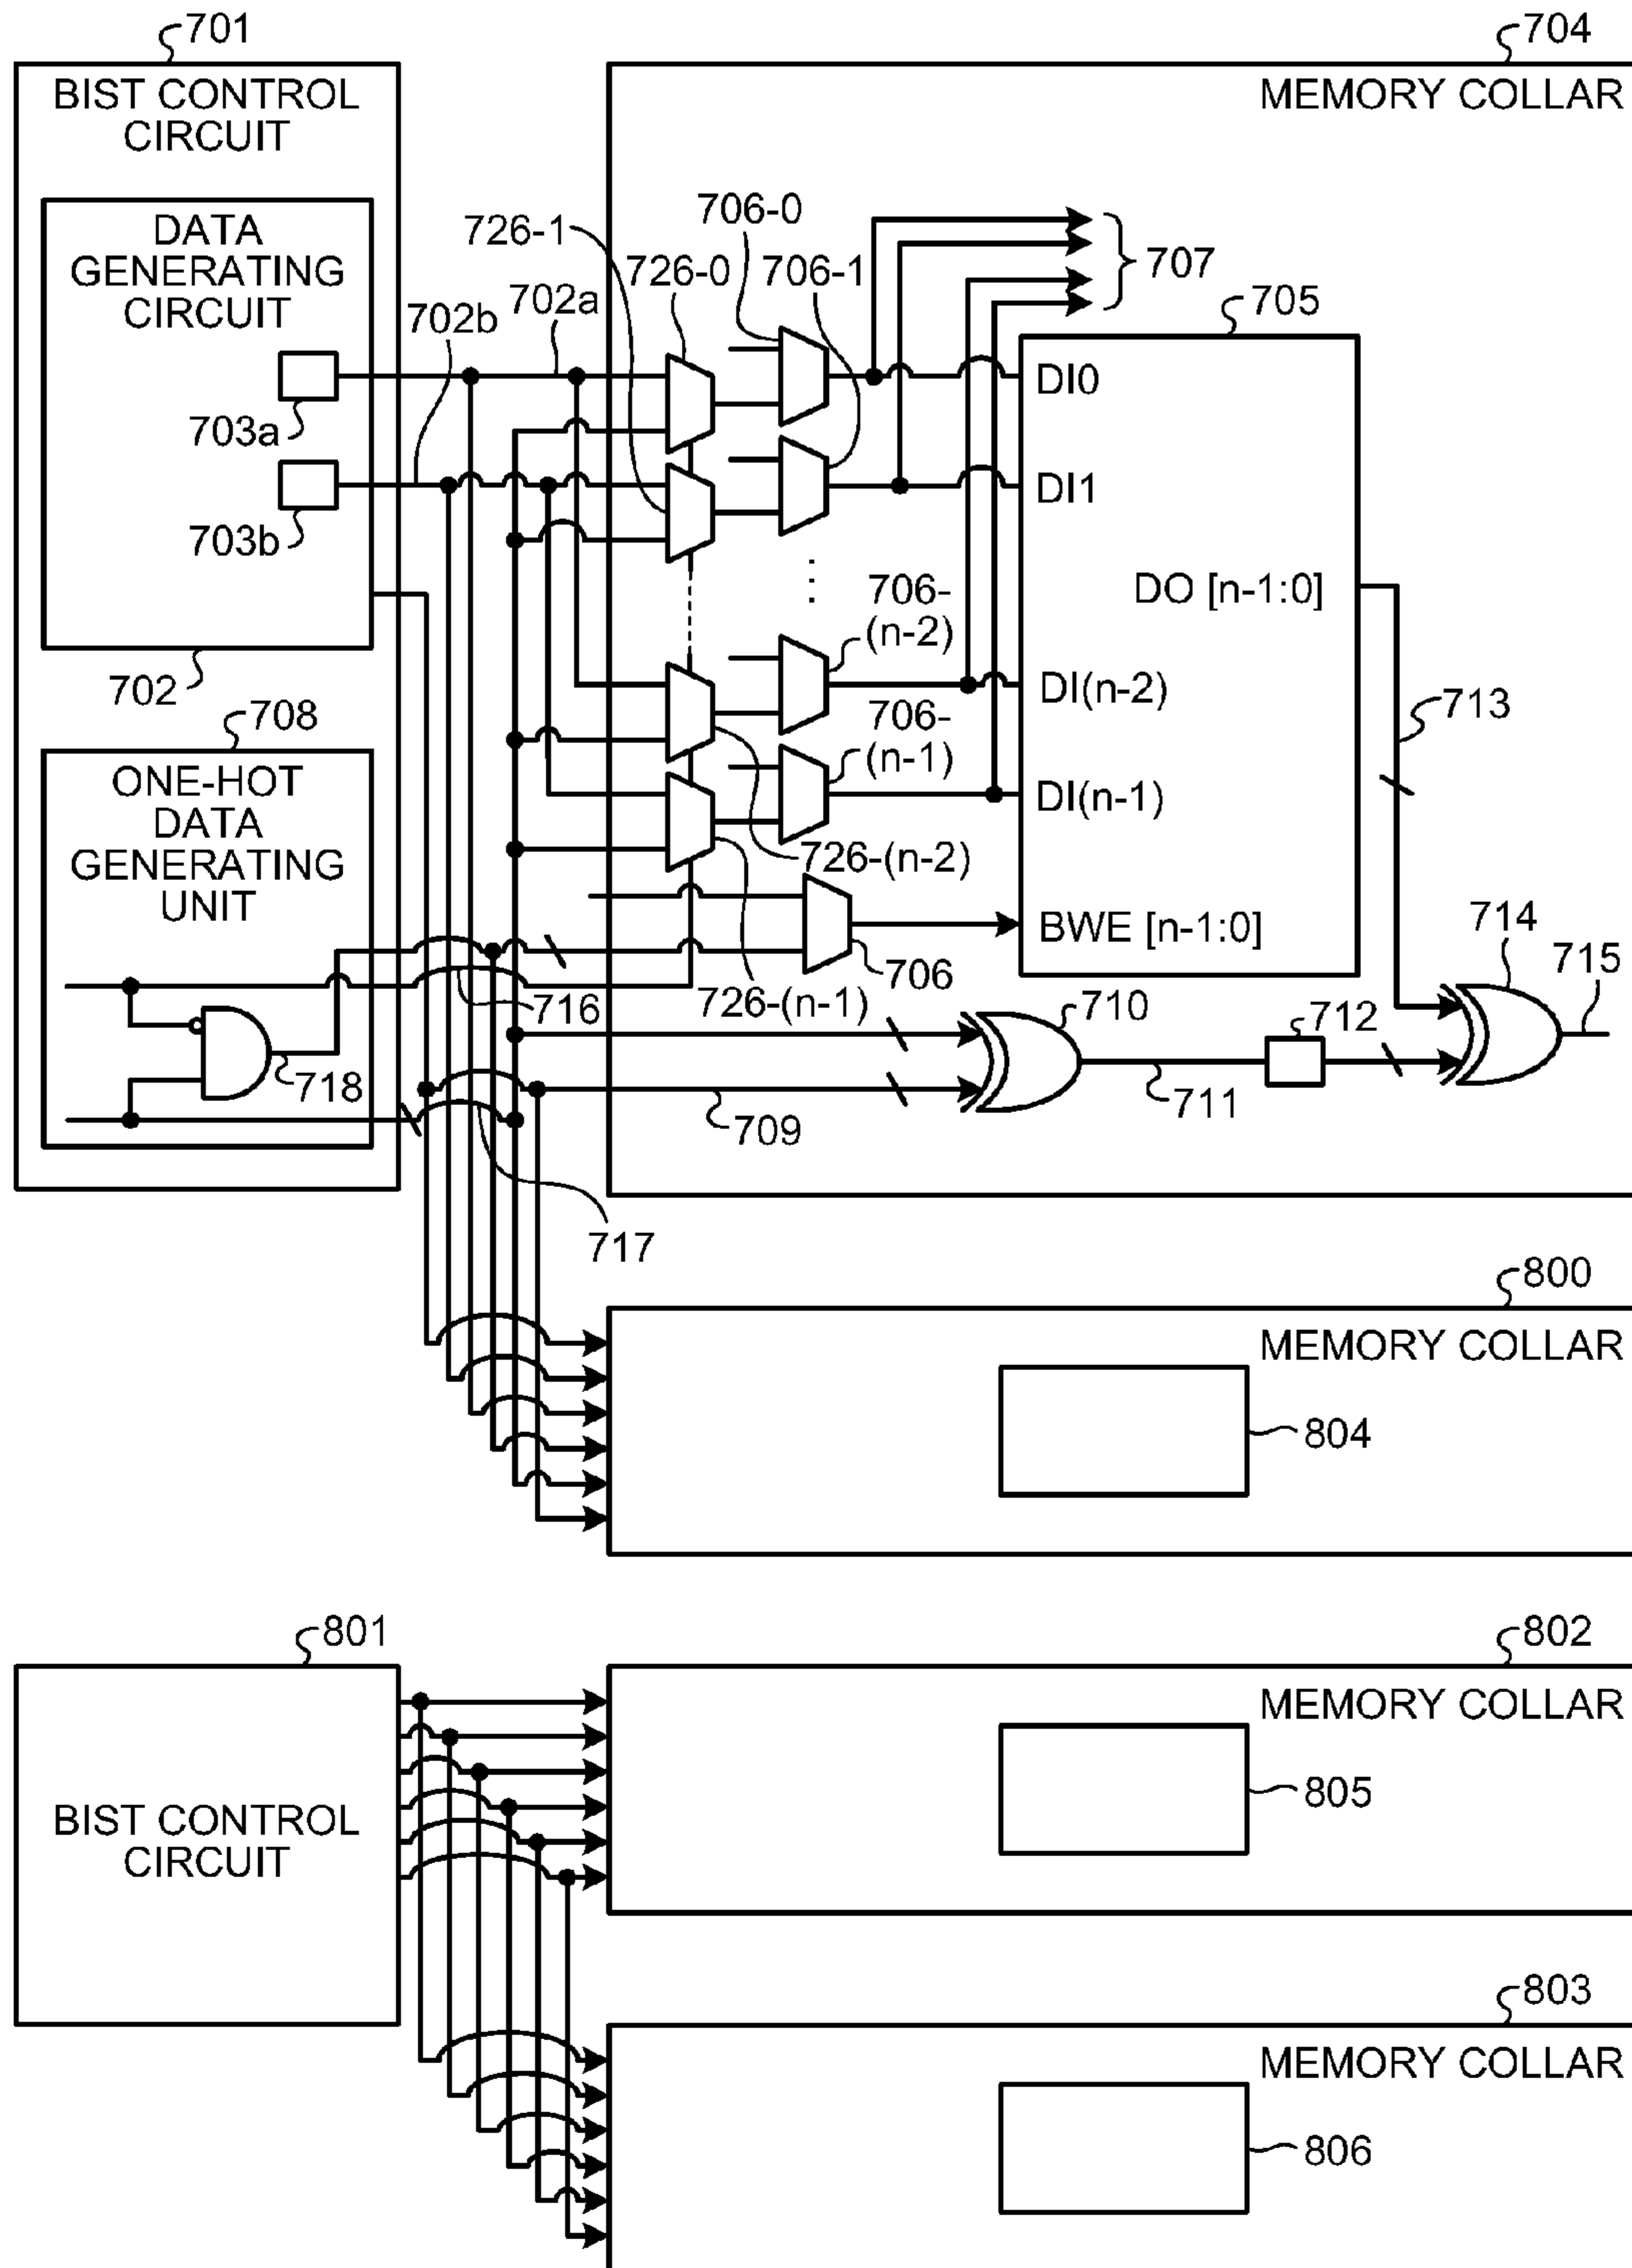 701
BIST CONTROL
CIRCUIT
DATA
GENERATING
CIRCUIT
703a
703b
702
708
ONE-HOT
DATA
GENERATING
UNIT
718
704
MEMORY COLLAR
726-1
706-0
726-0
706-1
702a
702b
707
705
DI0
DI1
DO [n-1:0]
706-
(n-2)
DI(n-2)
706-
(n-1)
DI(n-1)
713
726-(n-2)
BWE [n-1:0]
706
714
715
716
726-(n-1)
710
712
711
709
717
800
MEMORY COLLAR
804
801
BIST CONTROL
CIRCUIT
802
MEMORY COLLAR
805
803
MEMORY COLLAR
806